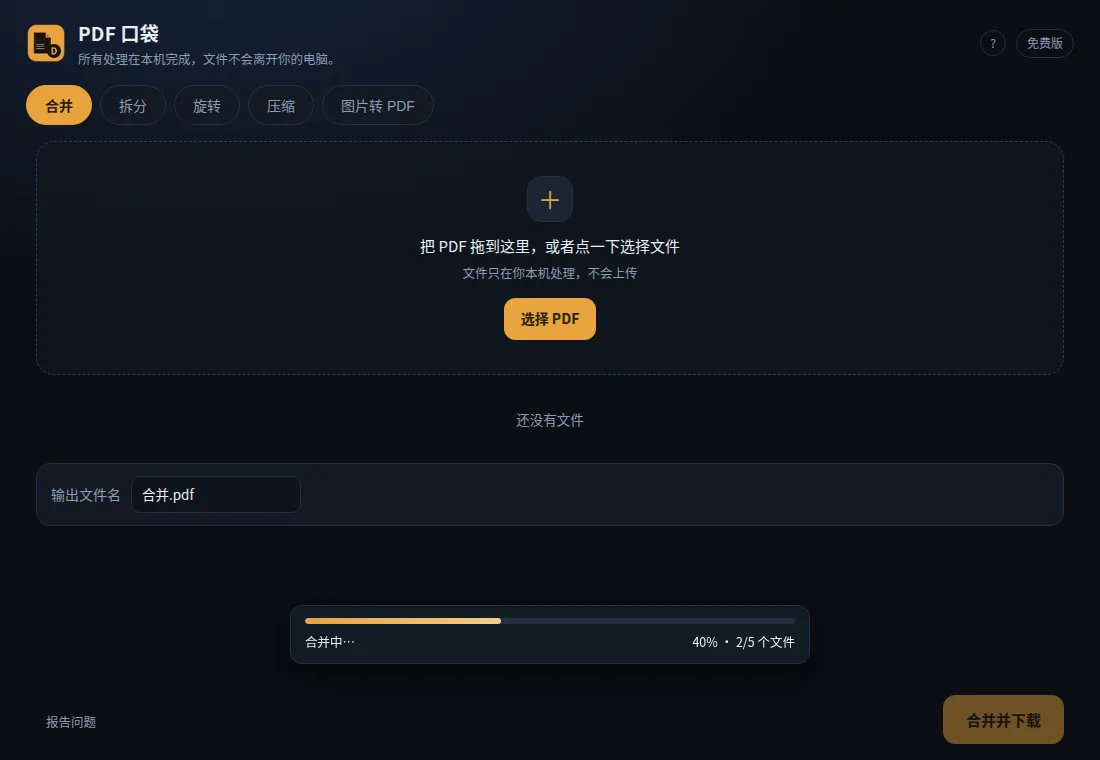 PDF 口袋
所有处理在本机完成，文件不会离开你的电脑。
?
免费版
合并
拆分
旋转
压缩
图片转 PDF
把 PDF 拖到这里，或者点一下选择文件
文件只在你本机处理，不会上传
选择 PDF
还没有文件
输出文件名
合并.pdf
合并中…
40% · 2/5 个文件
报告问题
合并并下载